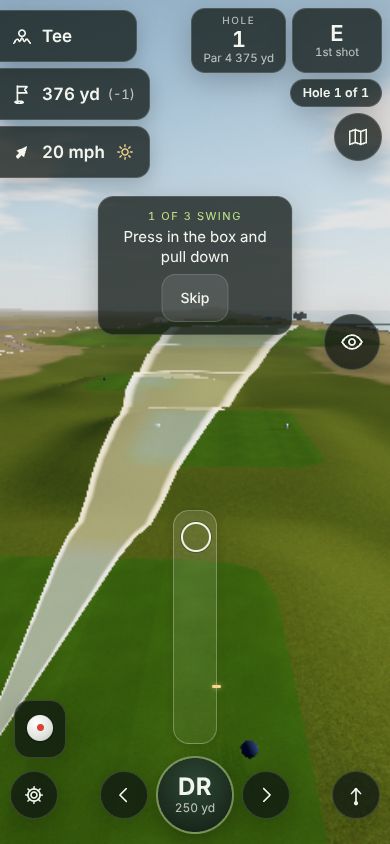 Tee
HOLE
1
Par 4 375 yd
E
1st shot
376 yd (-1)
Hole 1 of 1
20 mph
1 OF 3 SWING
Press in the box and
pull down
Skip
DR
250 yd